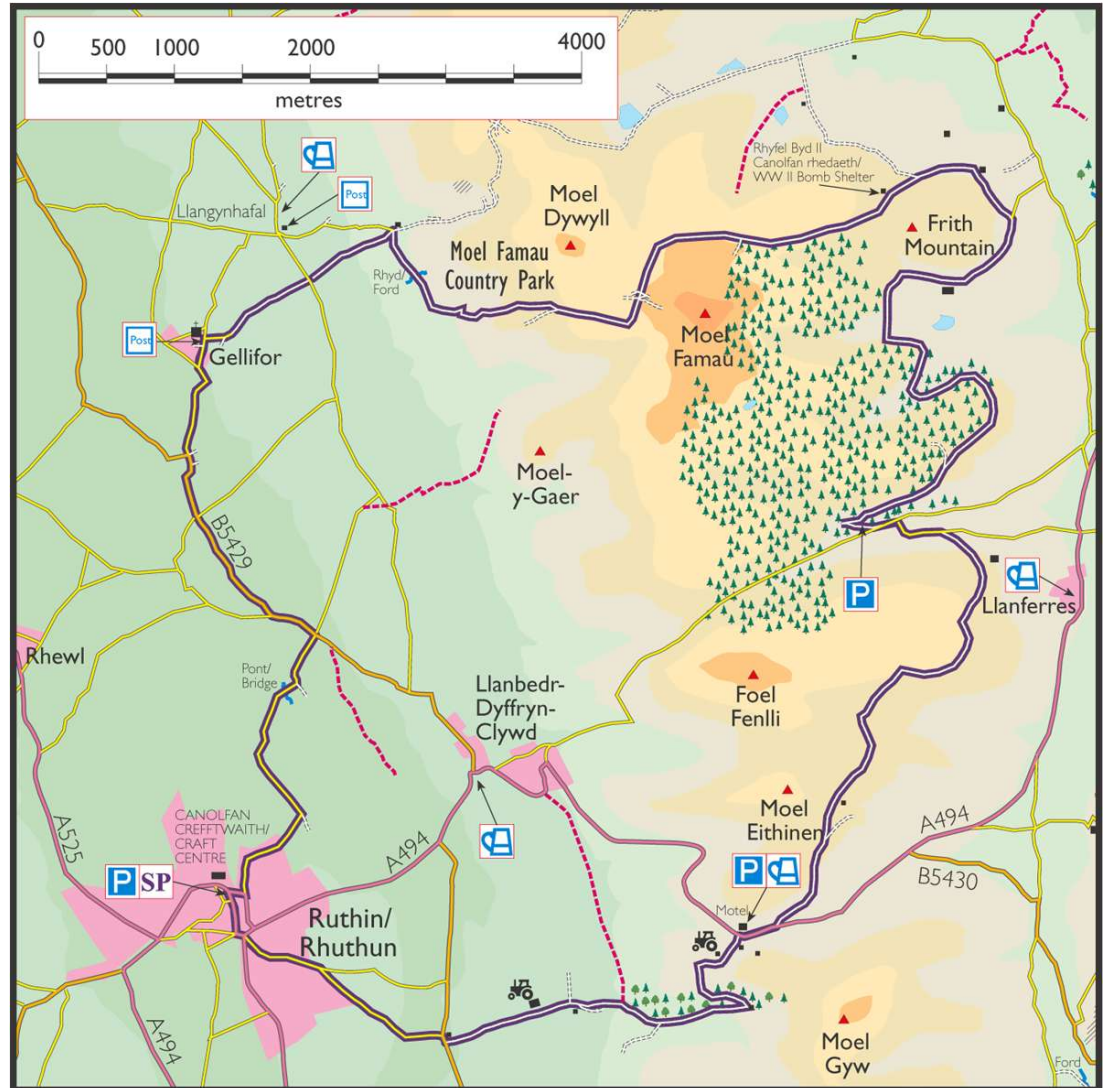 0 500 1000 2000 4000
metres
Rhyfel Byd II
Canolfan rhedaeth/
WW II Bomb Shelter
Moel
Dywyll
Post
Llangynhafal
Frith
Mountain
Moel Famau
Country Park
Rhyd/
Ford
Moel
Famau
Post
Gellifor
Moel-
y-Gaer
B5429
P
Llanferres
Rhewl
Pont/
Bridge
Llanbedr-
Dyffryn-
Clywd
Foel
Fenlli
Moel
Eithinen
CANOLFAN
CREFFTWAITH/
CRAFT
CENTRE
A525
A494
A494
B5430
P SP
P
Motel
Ruthin/
Rhuthun
A494
Moel
Gyw
Ford